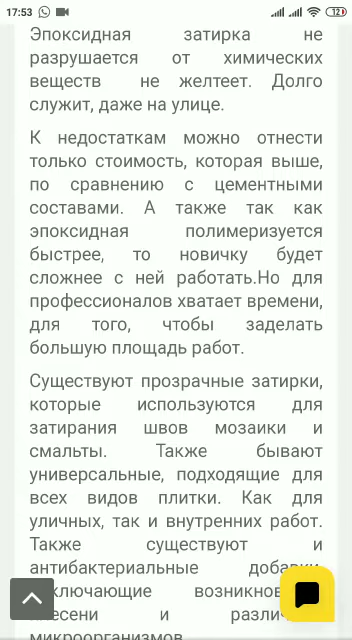 17:53
12
Эпоксидная затирка не
разрушается от химических
веществ не желтеет. Долго
служит, даже на улице.
К недостаткам можно отнести
только стоимость, которая выше,
по сравнению с цементными
составами. А также так как
эпоксидная полимеризуется
быстрее, то новичку будет
сложнее с ней работать.Но для
профессионалов хватает времени,
для того, чтобы заделать
большую площадь работ.
Существуют прозрачные затирки,
которые используются для
затирания швов мозаики и
смальты. Также бывают
универсальные, подходящие для
всех видов плитки. Как для
уличных, так и внутренних работ.
Также существуют и
антибактериальные
и
микроорганизмов